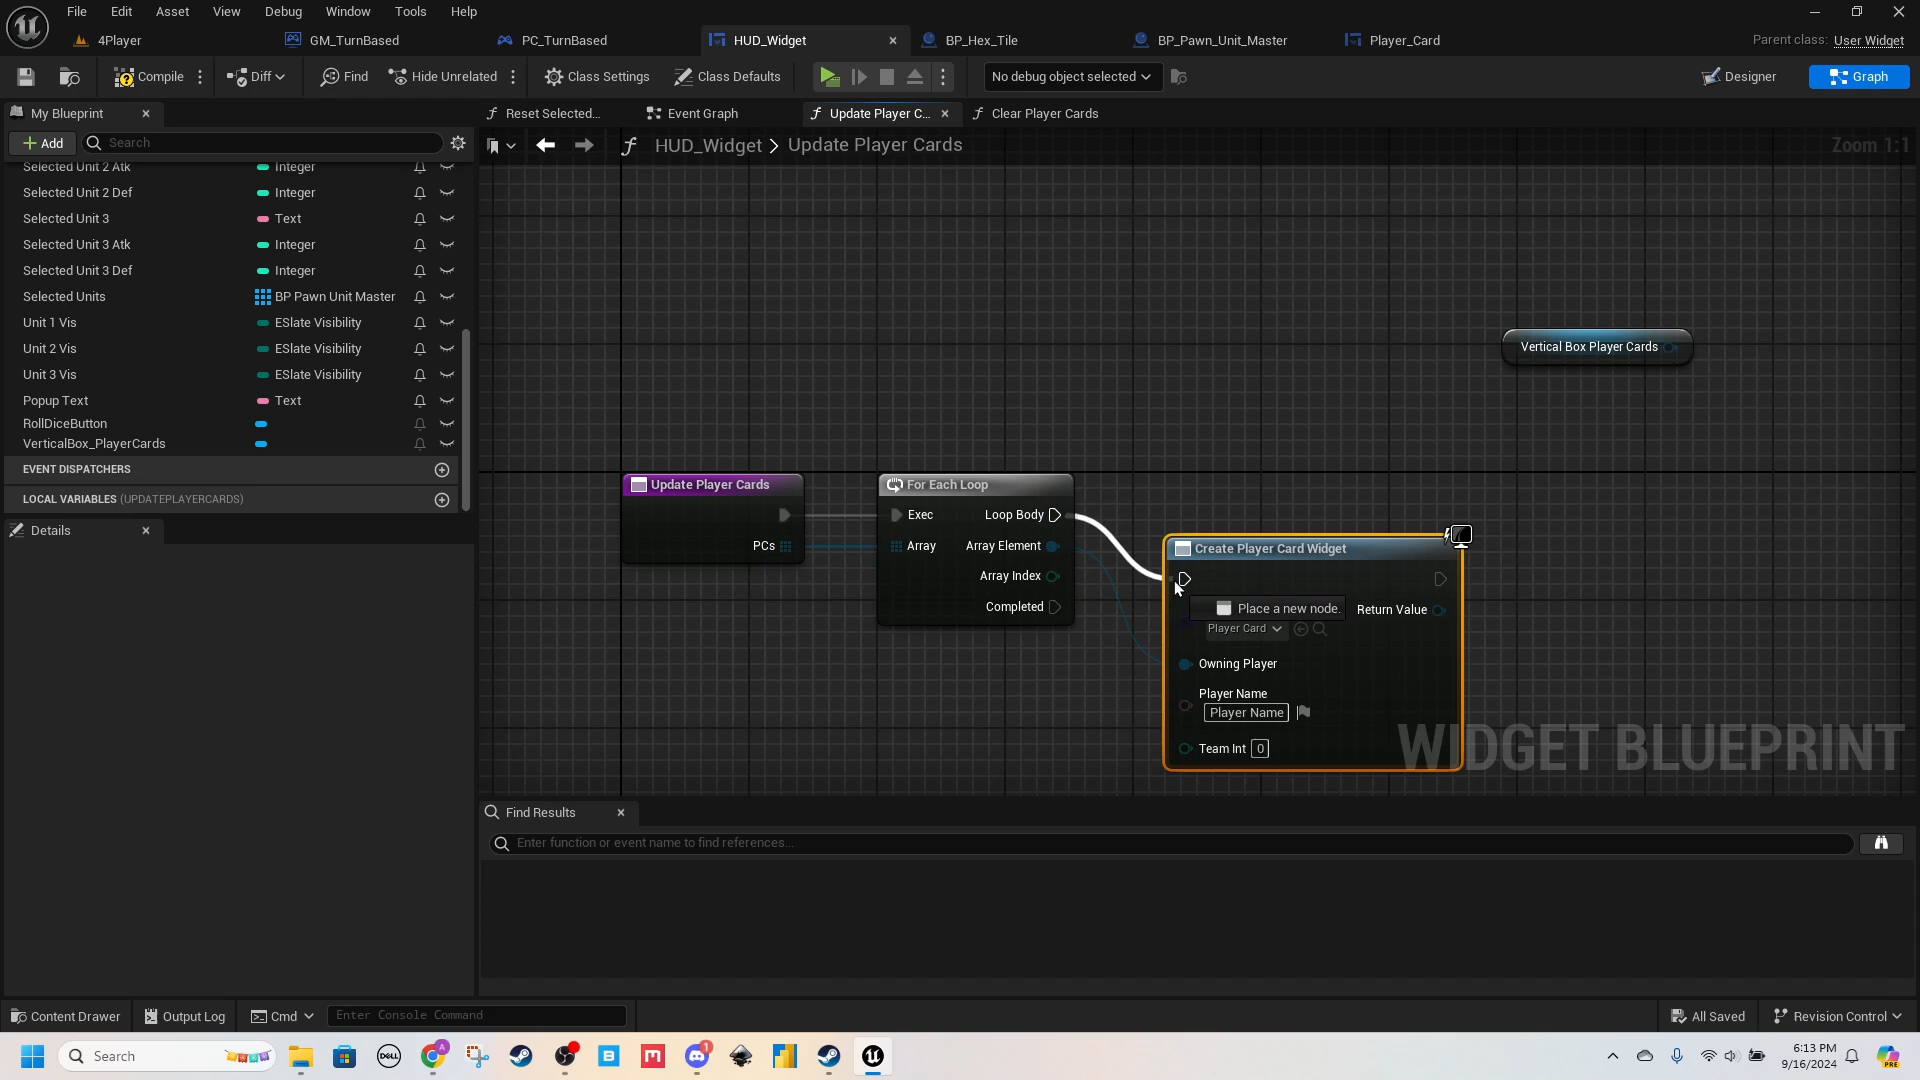 File Edit Asset View Debug Window Tools Help
4Player GM_TurnBased PC_TurnBased HUD_Widget BP_Hex_Tile BP_Pawn_Unit_Master Player_Card Parent class: User Widget
Compile Diff Find Hide Unrelated Class Settings Class Defaults No debug object selected Designer Graph
My Blueprint Reset Selected... Event Graph Update Player C... Clear Player Cards
Add Search HUD_Widget > Update Player Cards Zoom 1:1
Selected Unit 2 Atk Integer
Selected Unit 2 Def Integer
Selected Unit 3 Text
Selected Unit 3 Atk Integer
Selected Unit 3 Def Integer
Selected Units BP Pawn Unit Master
Unit 1 Vis ESlate Visibility
Unit 2 Vis ESlate Visibility
Unit 3 Vis ESlate Visibility
Popup Text Text
RollDiceButton
VerticalBox_PlayerCards
EVENT DISPATCHERS
LOCAL VARIABLES (UPDATEPLAYERCARDS)
Details
Vertical Box Player Cards
Update Player Cards
PCs
For Each Loop
Exec Loop Body
Array Array Element
Array Index
Completed
Create Player Card Widget
Place a new node.
Return Value
Player Card
Owning Player
Player Name
Player Name
Team Int 0
WIDGET BLUEPRINT
Find Results
Enter function or event name to find references...
Content Drawer Output Log Cmd Enter Console Command All Saved Revision Control
Search DELL 1 6:13 PM
9/16/2024
PRE